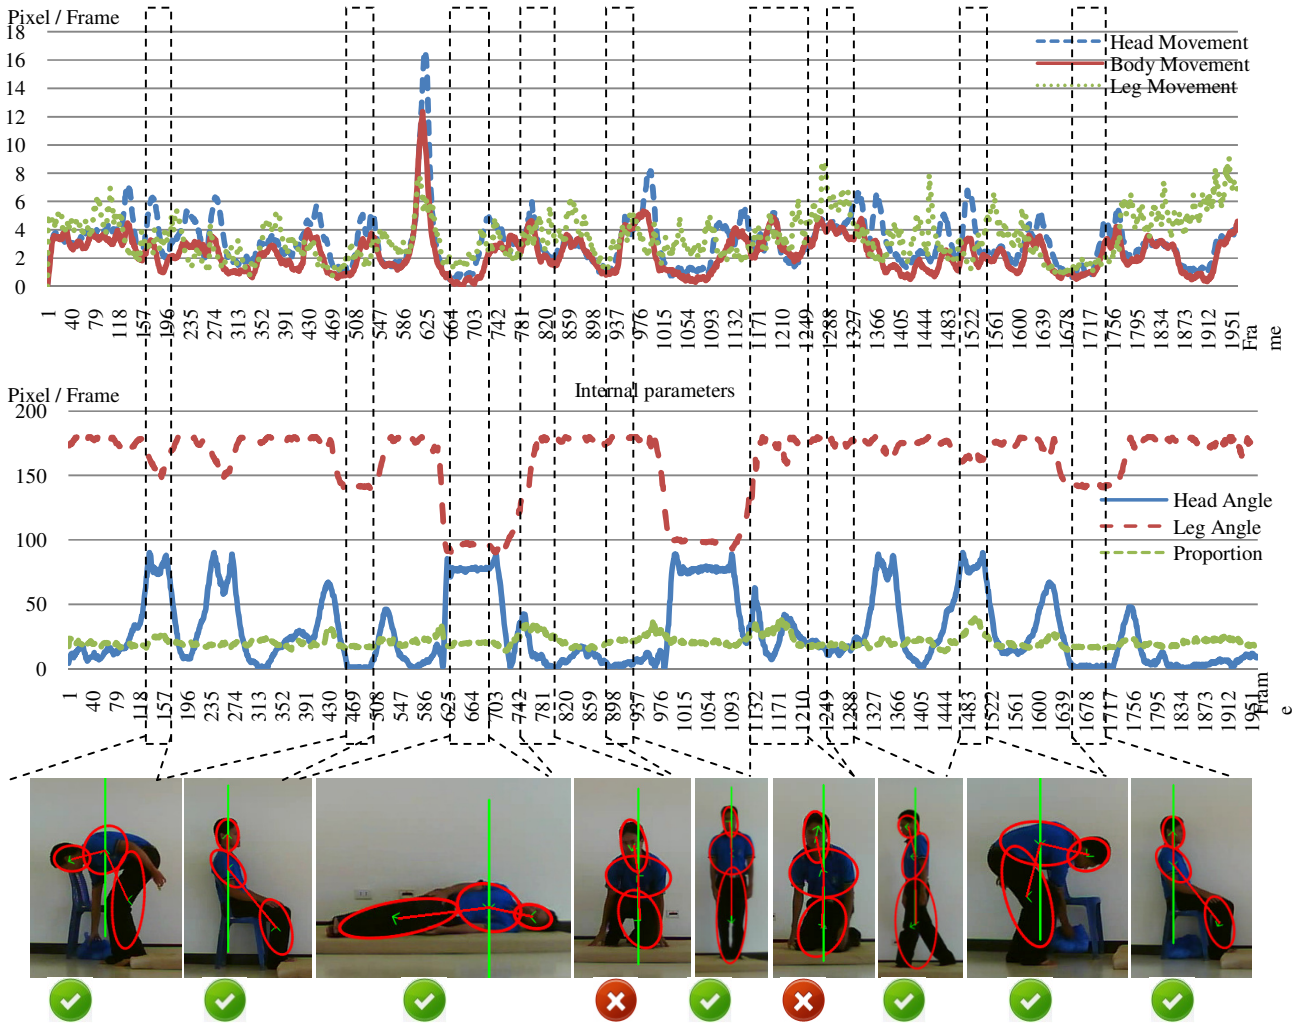 Pixel / Frame
18
16
14
12
10
8
6
4
2
0
Head Movement
Body Movement
Leg Movement
1 40 79 118 157 196 235 274 313 352 391 430 469 508 547 586 625 664 703 742 781 820 859 898 937 976 1015 1054 1093 1132 1171 1210 1249 1288 1327 1366 1405 1444 1483 1522 1561 1600 1639 1678 1717 1756 1795 1834 1873 1912 1951
Fra
me
Internal parameters
Pixel / Frame
200
150
100
50
0
Head Angle
Leg Angle
Proportion
1 40 79 118 157 196 235 274 313 352 391 430 469 508 547 586 625 664 703 742 781 820 859 898 937 976 1015 1054 1093 1132 1171 1210 1249 1288 1327 1366 1405 1444 1483 1522 1561 1600 1639 1678 1717 1756 1795 1834 1873 1912 1951
Fram
e